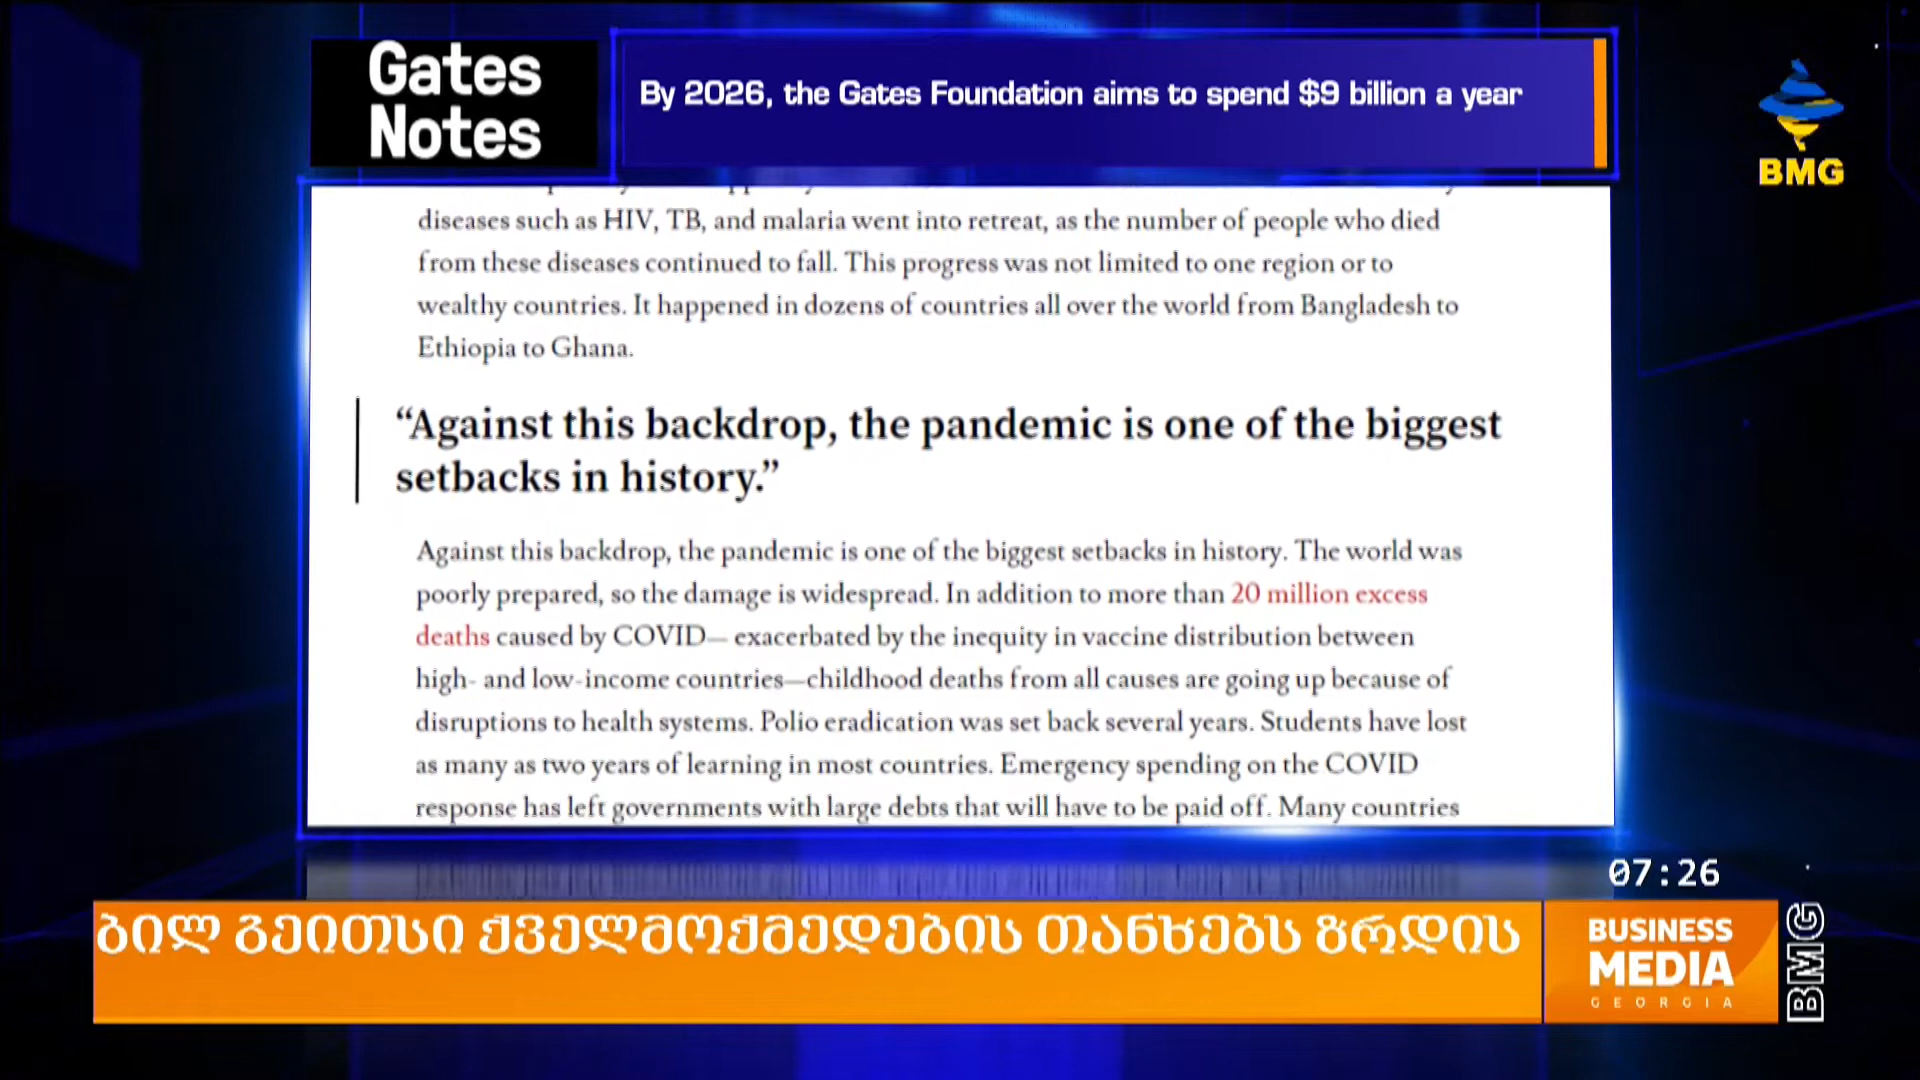 Gates
Notes
By 2026, the Gates Foundation aims to spend $9 billion a year
BMG
diseases such as HIV, TB, and malaria went into retreat, as the number of people who died
from these diseases continued to fall. This progress was not limited to one region or to
wealthy countries. It happened in dozens of countries all over the world from Bangladesh to
Ethiopia to Ghana.
“Against this backdrop, the pandemic is one of the biggest
setbacks in history.”
Against this backdrop, the pandemic is one of the biggest setbacks in history. The world was
poorly prepared, so the damage is widespread. In addition to more than 20 million excess
deaths caused by COVID— exacerbated by the inequity in vaccine distribution between
high- and low-income countries—childhood deaths from all causes are going up because of
disruptions to health systems. Polio eradication was set back several years. Students have lost
as many as two years of learning in most countries. Emergency spending on the COVID
response has left governments with large debts that will have to be paid off. Many countries
07:26
ბილ გეითსი ქველმოქმედების თანხებს ზრდის
BUSINESS
MEDIA
GEORGIA
BMG